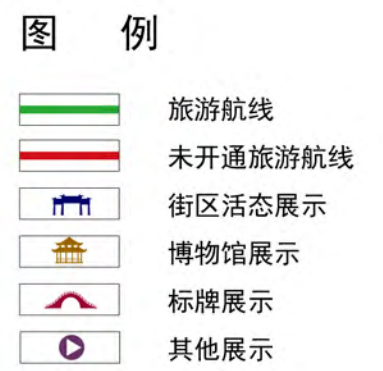 图 例
旅游航线
未开通旅游航线
街区活态展示
博物馆展示
标牌展示
其他展示